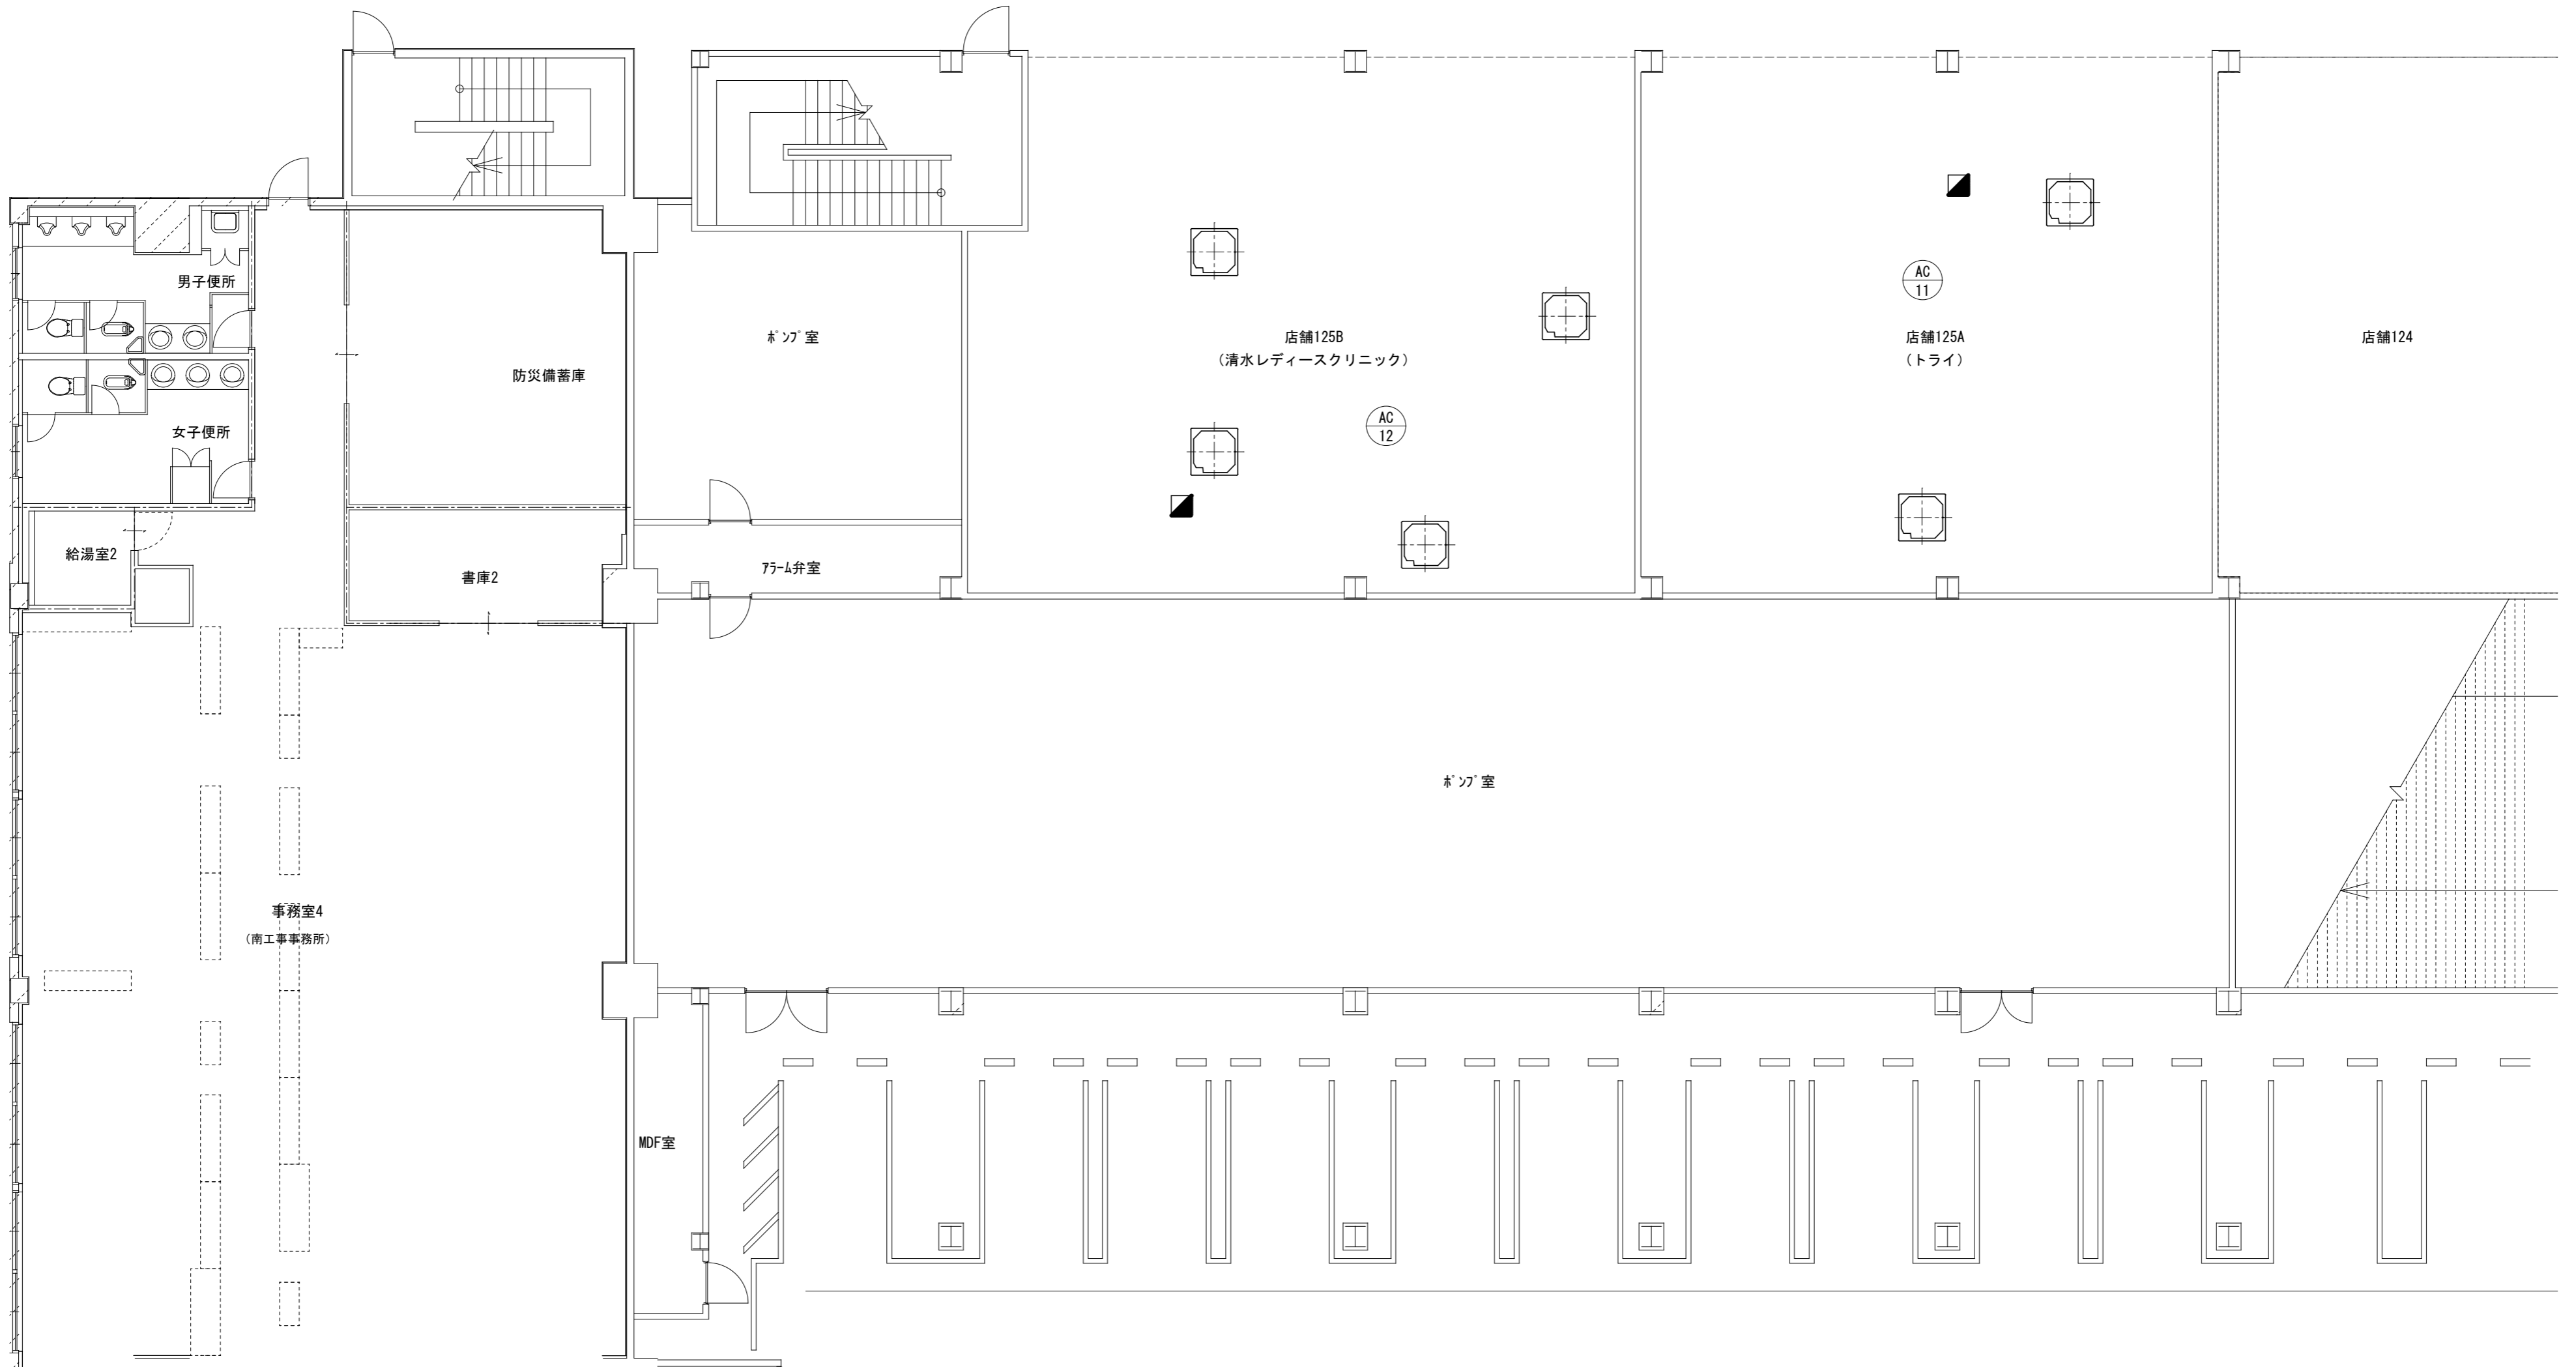 男子便所
女子便所
給湯室2
防災備蓄庫
書庫2
ﾎﾟﾝﾌﾟ室
ｱﾗｰﾑ弁室
店舗125B
(清水レディースクリニック)
AC
12
AC
11
店舗125A
(トライ)
店舗124
ﾎﾟﾝﾌﾟ室
事務室4
(南工事事務所)
MDF室